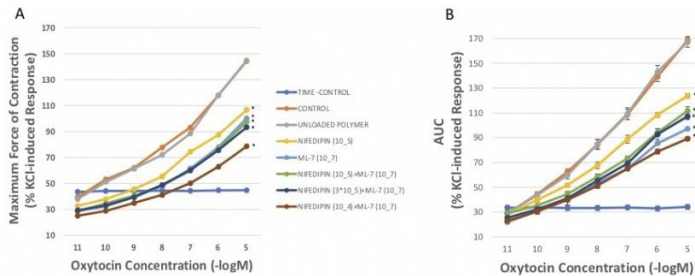 A
Maximum Force of Contraction
(% KCl-induced Response)
170
150
130
110
90
70
50
30
10
11 10 9 8 7 6 5
Oxytocin Concentration (-logM)
TIME -CONTROL
CONTROL
UNLOADED POLYMER
NIFEDIPIN (10_5)
ML-7 (10_7)
NIFEDIPIN (10_5)+ML-7 (10_7)
NIFEDIPIN (3*10_5)+ML-7 (10_7)
NIFEDIPIN (10_4)+ML-7 (10_7)
B
AUC
(% KCl-induced Response)
170
150
130
110
90
70
50
30
10
11 10 9 8 7 6 5
Oxytocin Concentration (-logM)